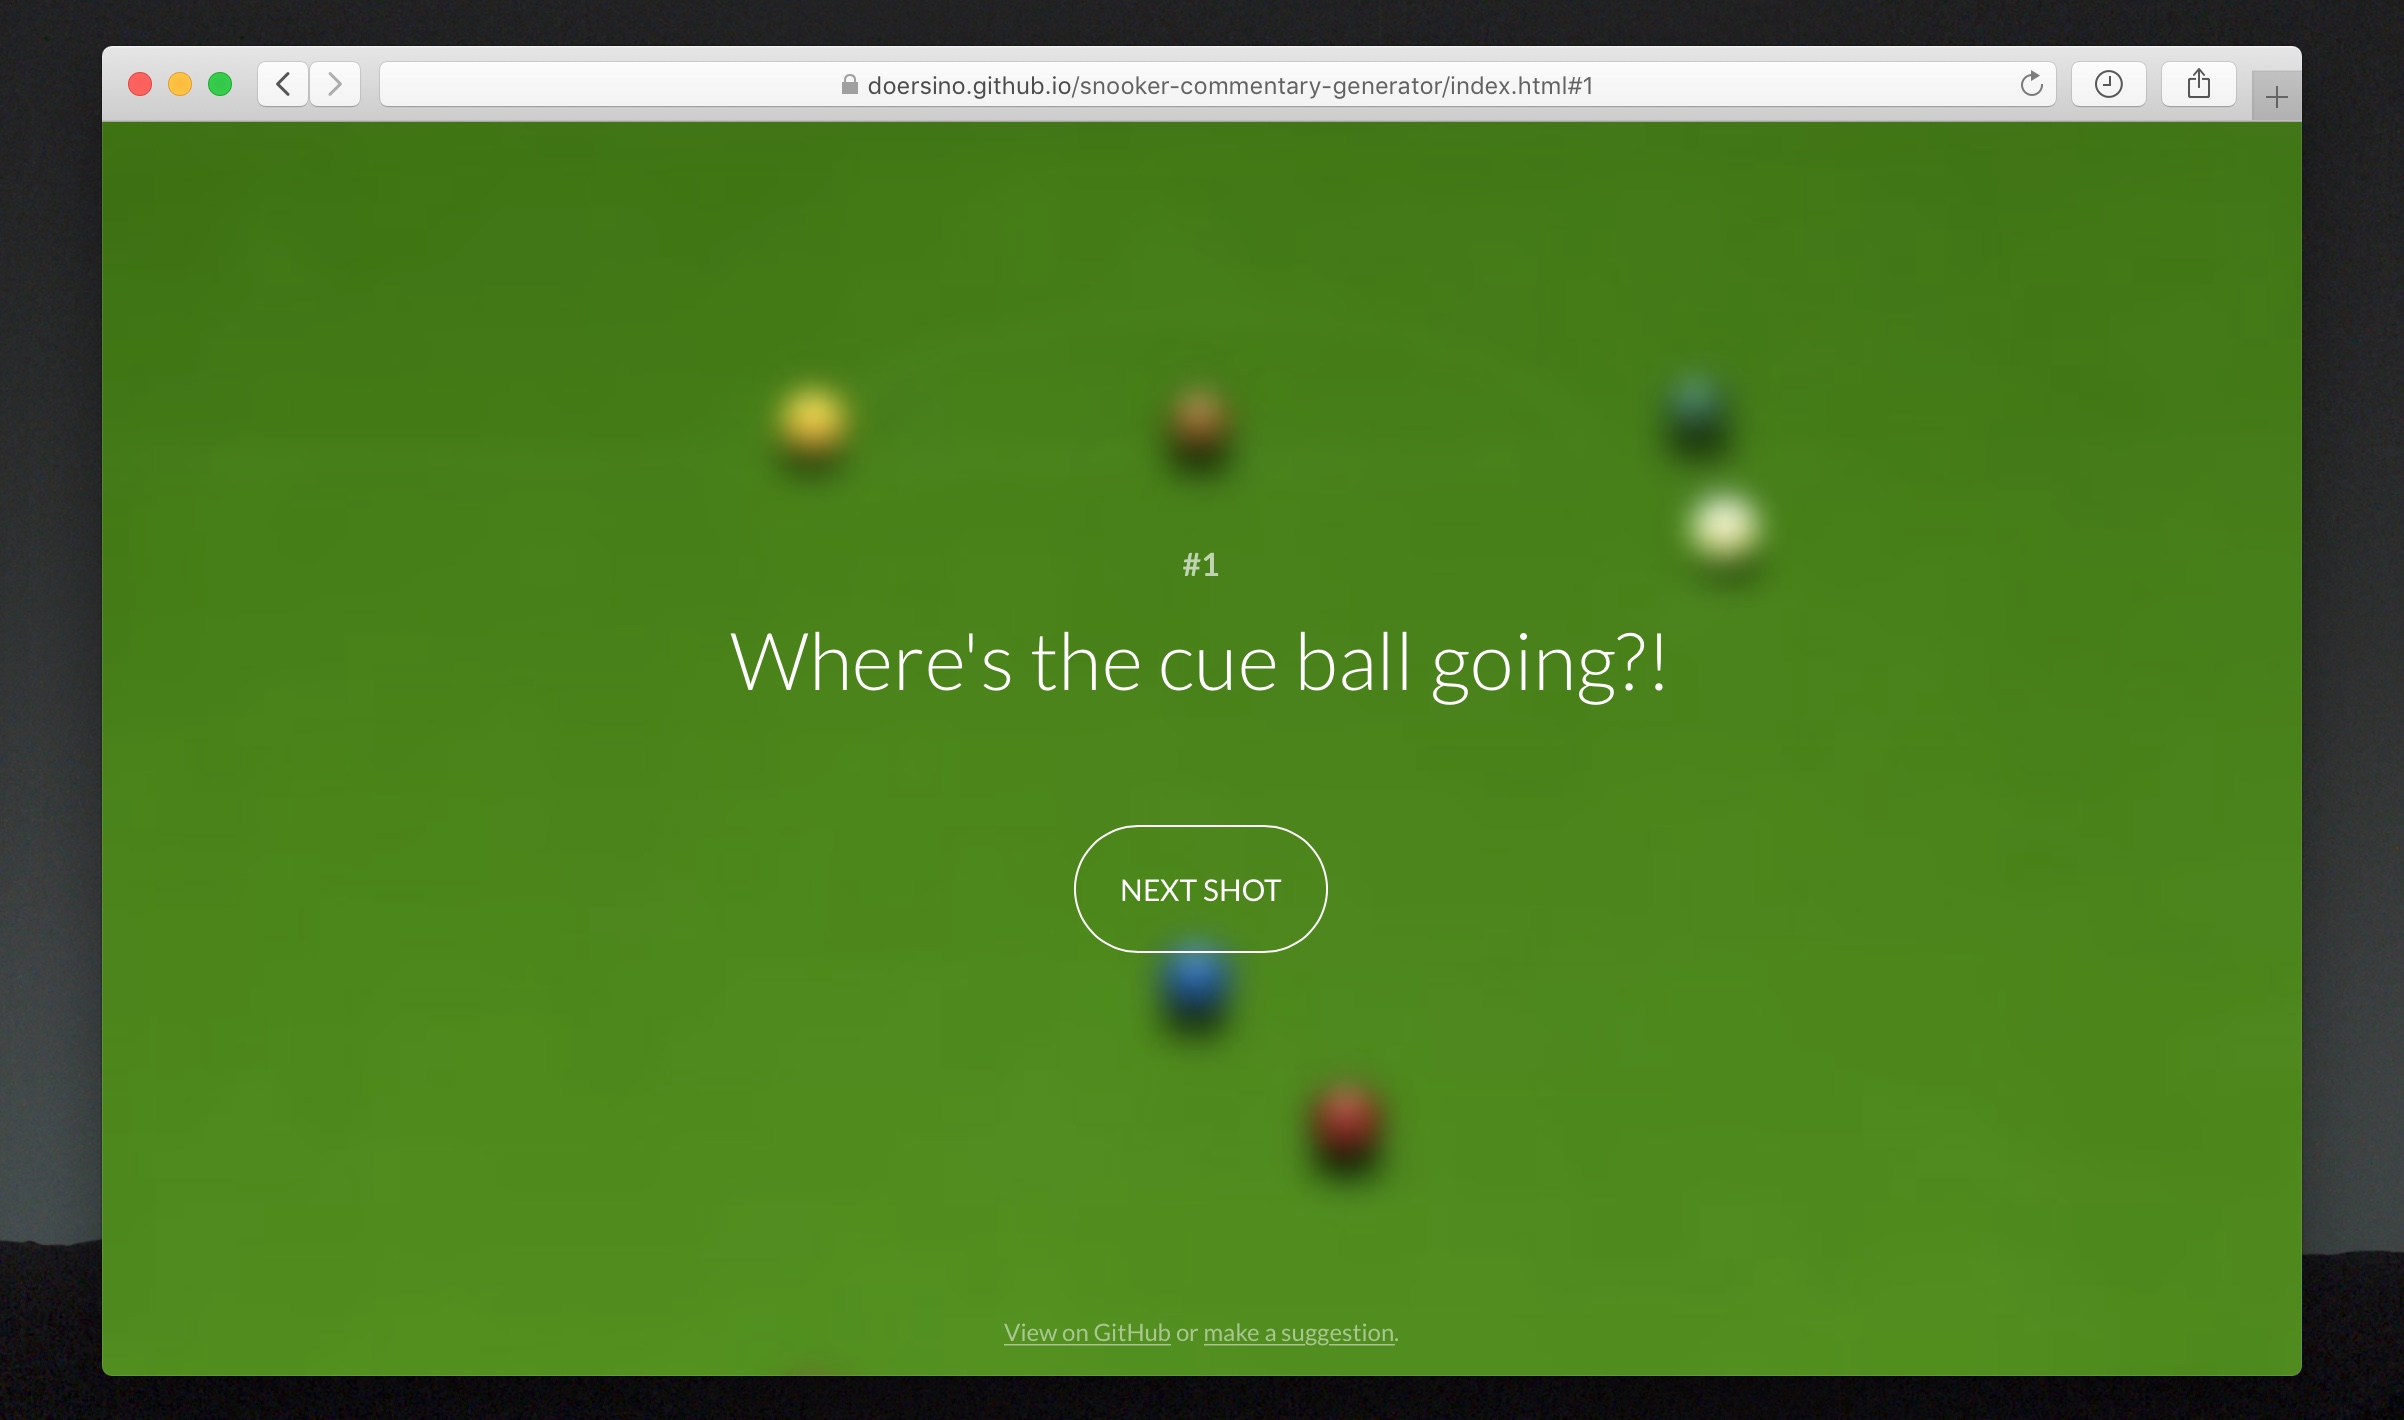 doersino.github.io/snooker-commentary-generator/index.html#1
#1
Where's the cue ball going?!
NEXT SHOT
View on GitHub or make a suggestion.